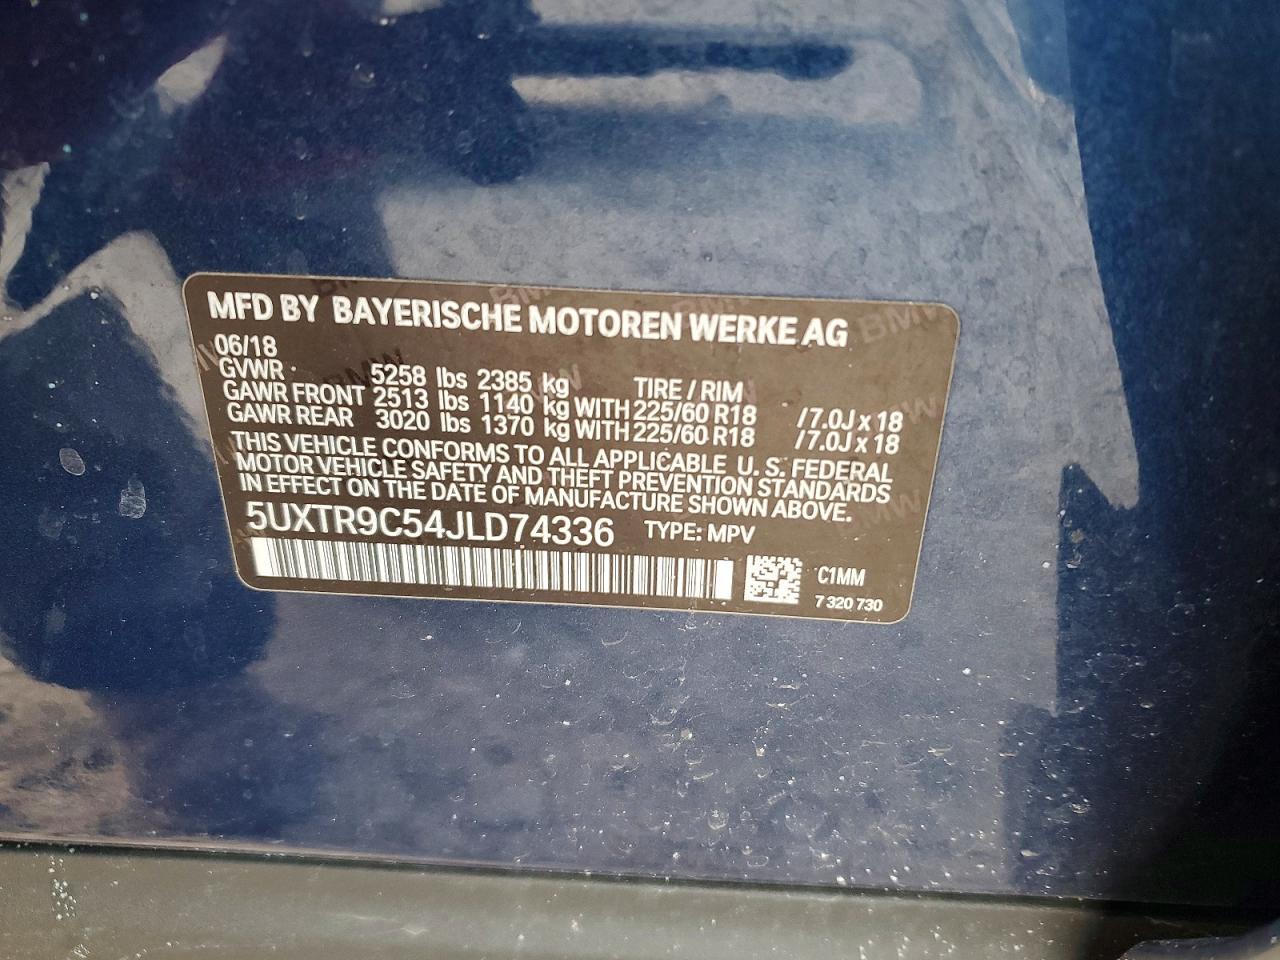 MFD BY BAYERISCHE MOTOREN WERKE AG
06/18
GVWR 5258 lbs 2385 kg TIRE / RIM
GAWR FRONT 2513 lbs 1140 kg WITH 225/60 R18 /7.0J x 18
GAWR REAR 3020 lbs 1370 kg WITH 225/60 R18 /7.0J x 18
THIS VEHICLE CONFORMS TO ALL APPLICABLE U. S. FEDERAL
MOTOR VEHICLE SAFETY AND THEFT PREVENTION STANDARDS
IN EFFECT ON THE DATE OF MANUFACTURE SHOWN ABOVE.
5UXTR9C54JLD74336 TYPE: MPV
C1MM
7 320 730